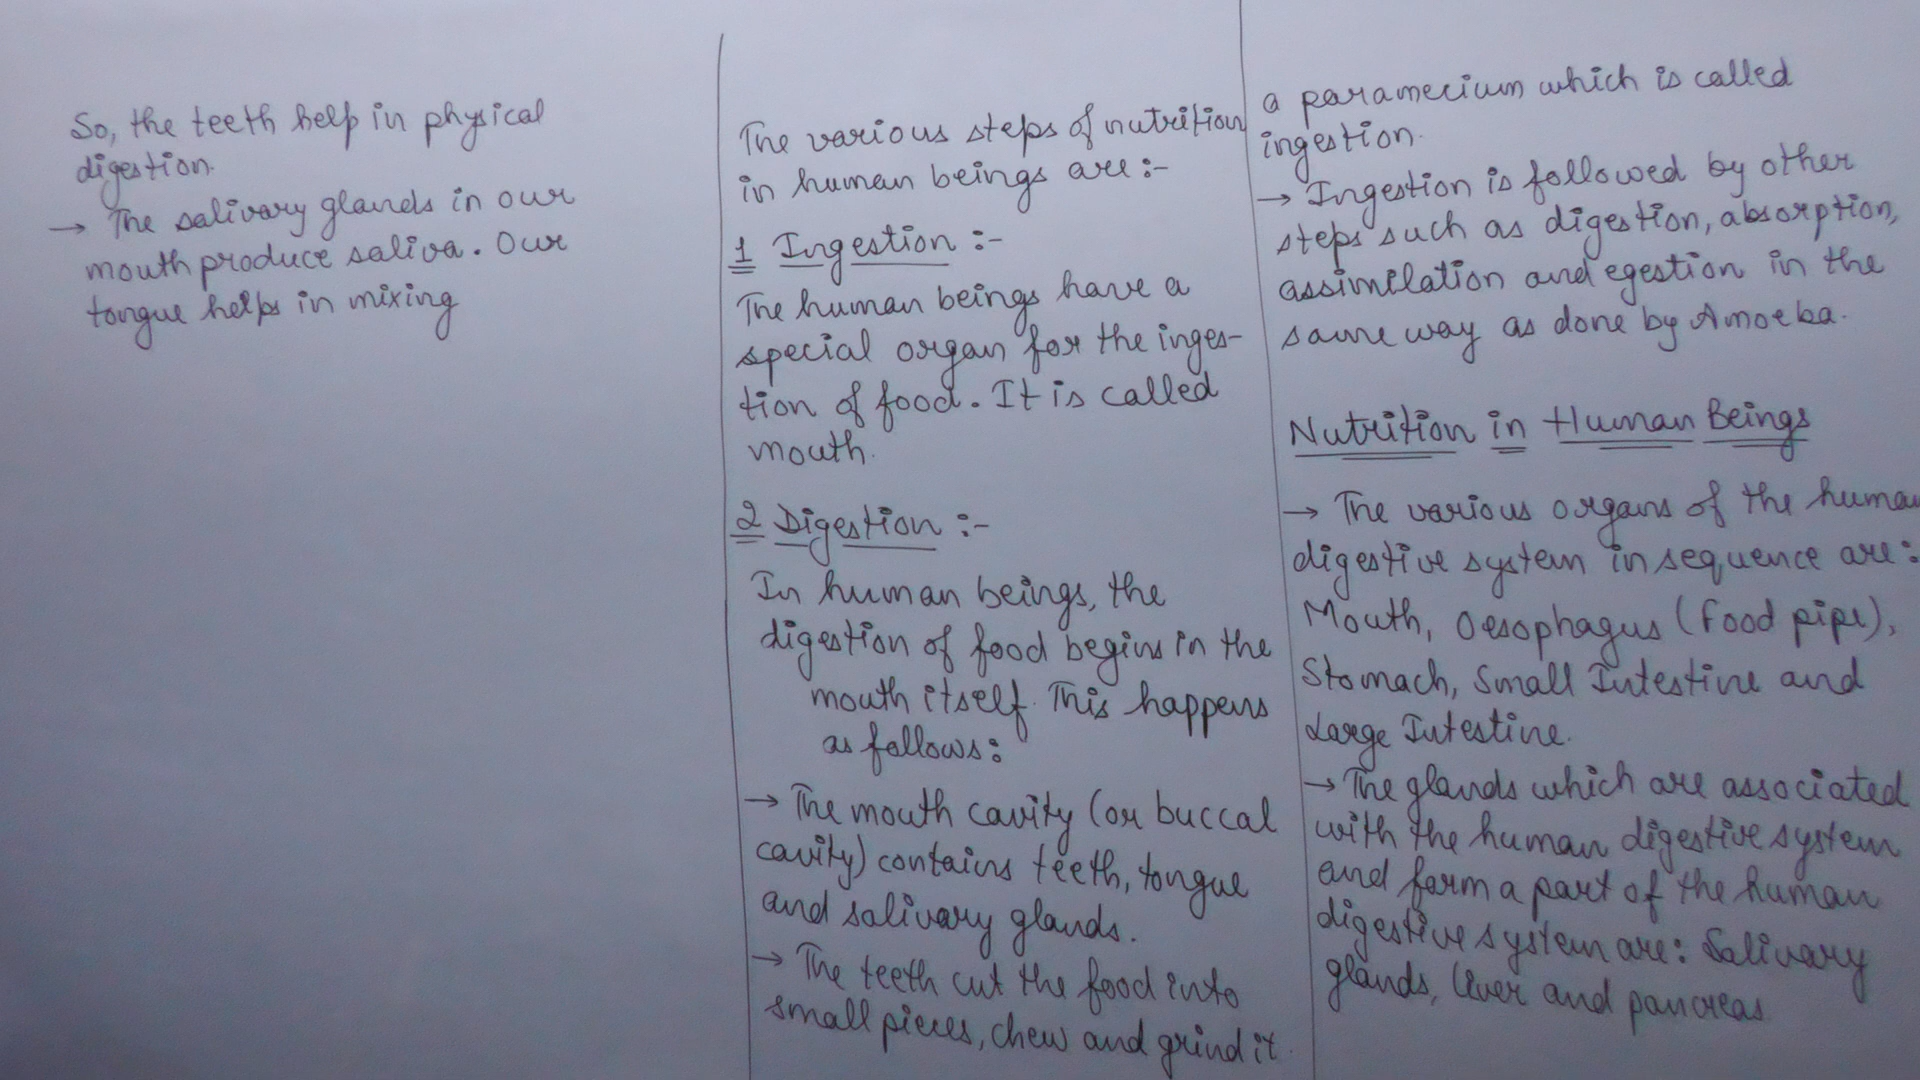 a paramecium which is called
ingestion.
→ Ingestion is followed by other
steps such as digestion, absorption,
assimilation and egestion in the
same way as done by Amoeba.
Nutrition in Human Beings
→ The various organs of the human
digestive system in sequence are:
Mouth, Oesophagus (Food pipe),
Stomach, Small Intestine and
Large Intestine.
→ The glands which are associated
with the human digestive system
and form a part of the human
digestive system are: Salivary
glands, liver and pancreas
The various steps of nutrition
in human beings are :-
1 Ingestion :-
The human beings have a
special organ for the inges-
tion of food. It is called
mouth.
2 Digestion :-
In human beings, the
digestion of food begins in the
mouth itself. This happens
as follows:
→ The mouth cavity (or buccal
cavity) contains teeth, tongue
and salivary glands.
→ The teeth cut the food into
small pieces, chew and grind it.
So, the teeth help in physical
digestion.
→ The salivary glands in our
mouth produce saliva. Our
tongue helps in mixing